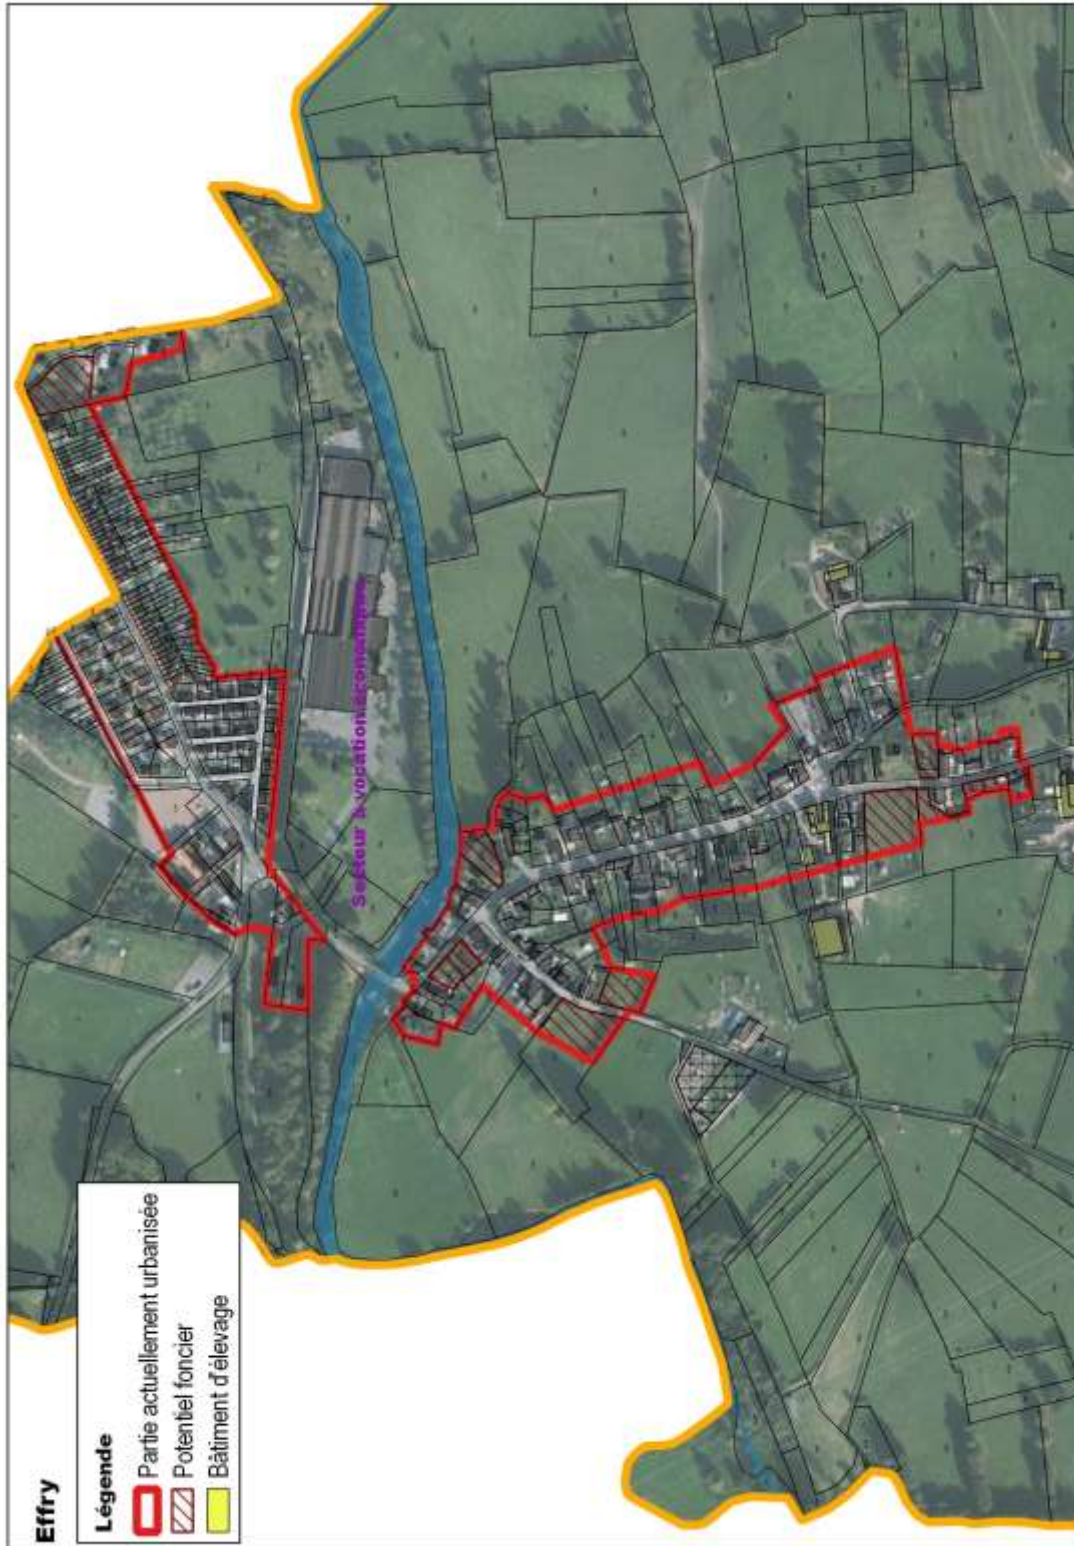 Effry
Légende
Partie actuellement urbanisée
Potentiel foncier
Bâtiment d'élevage
Secteur à vocation économique